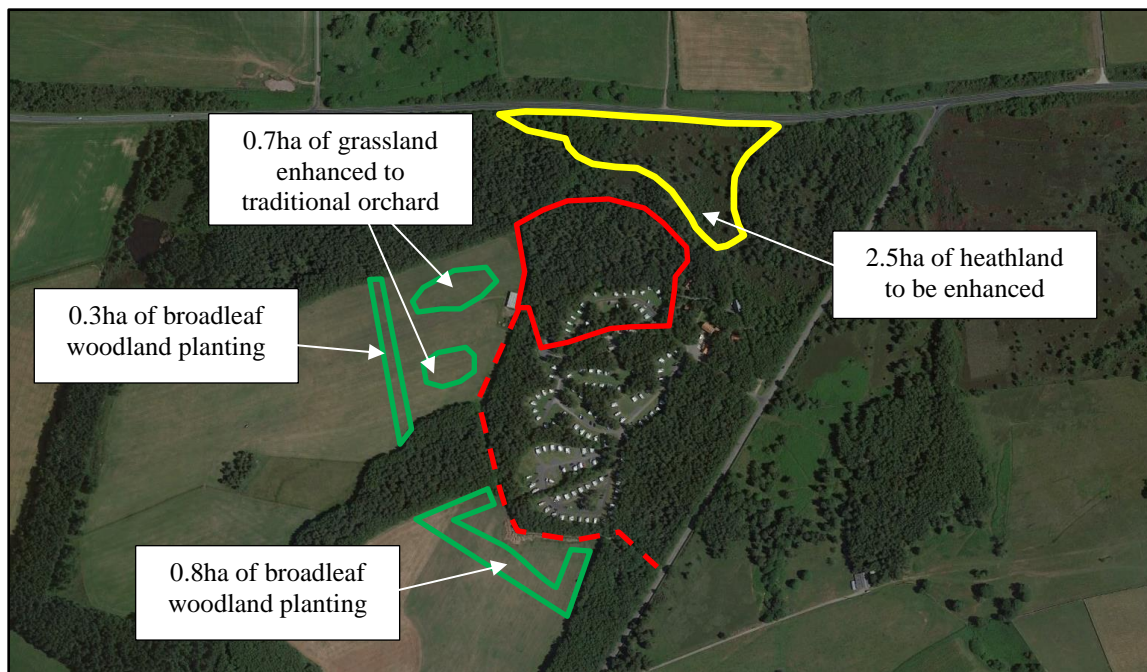 0.7ha of grassland
enhanced to
traditional orchard
0.3ha of broadleaf
woodland planting
2.5ha of heathland
to be enhanced
0.8ha of broadleaf
woodland planting